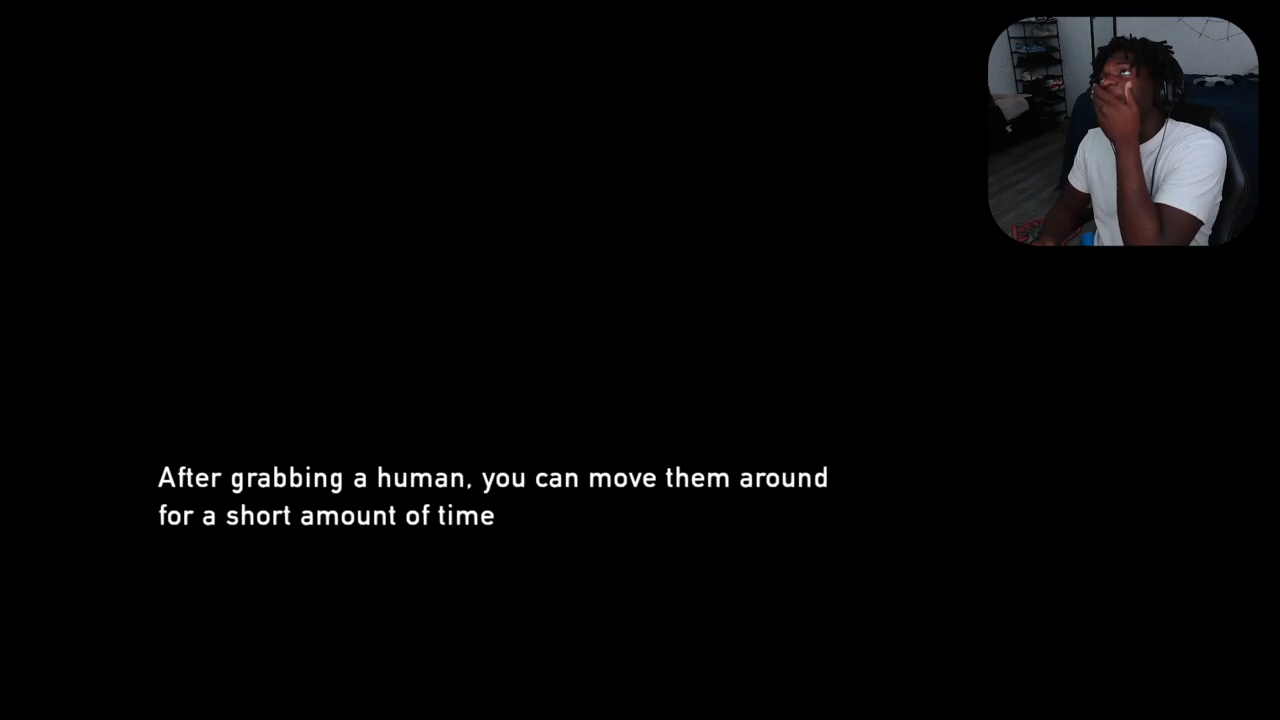 After grabbing a human, you can move them around
for a short amount of time